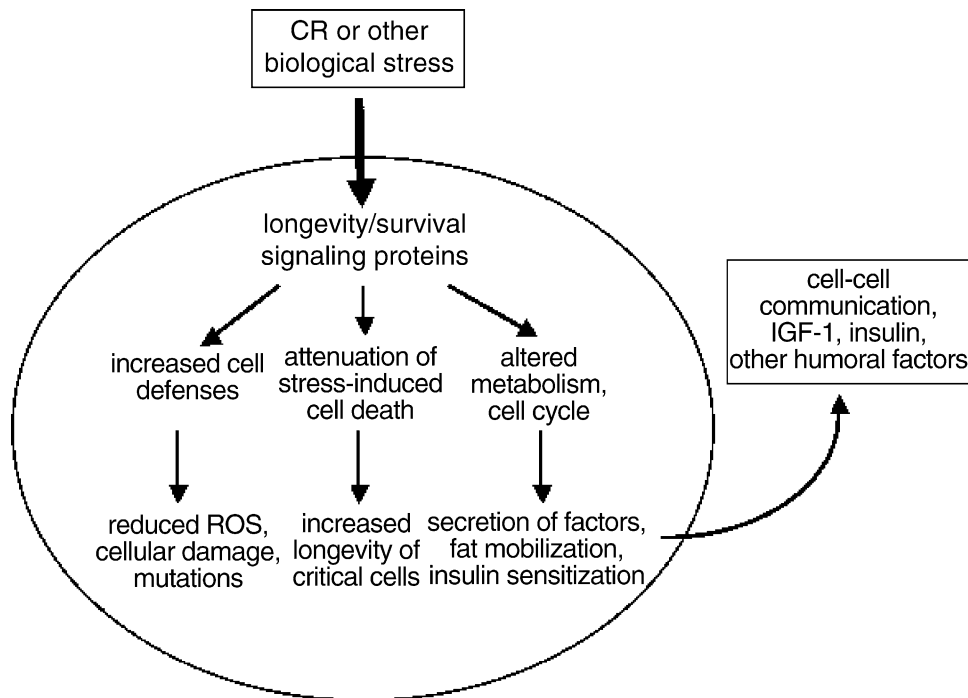 CR or other
biological stress
longevity/survival
signaling proteins
increased cell
defenses
attenuation of
stress-induced
cell death
altered
metabolism,
cell cycle
cell-cell
communication,
IGF-1, insulin,
other humoral factors
reduced ROS,
cellular damage,
mutations
increased
longevity of
critical cells
secretion of factors,
fat mobilization,
insulin sensitization